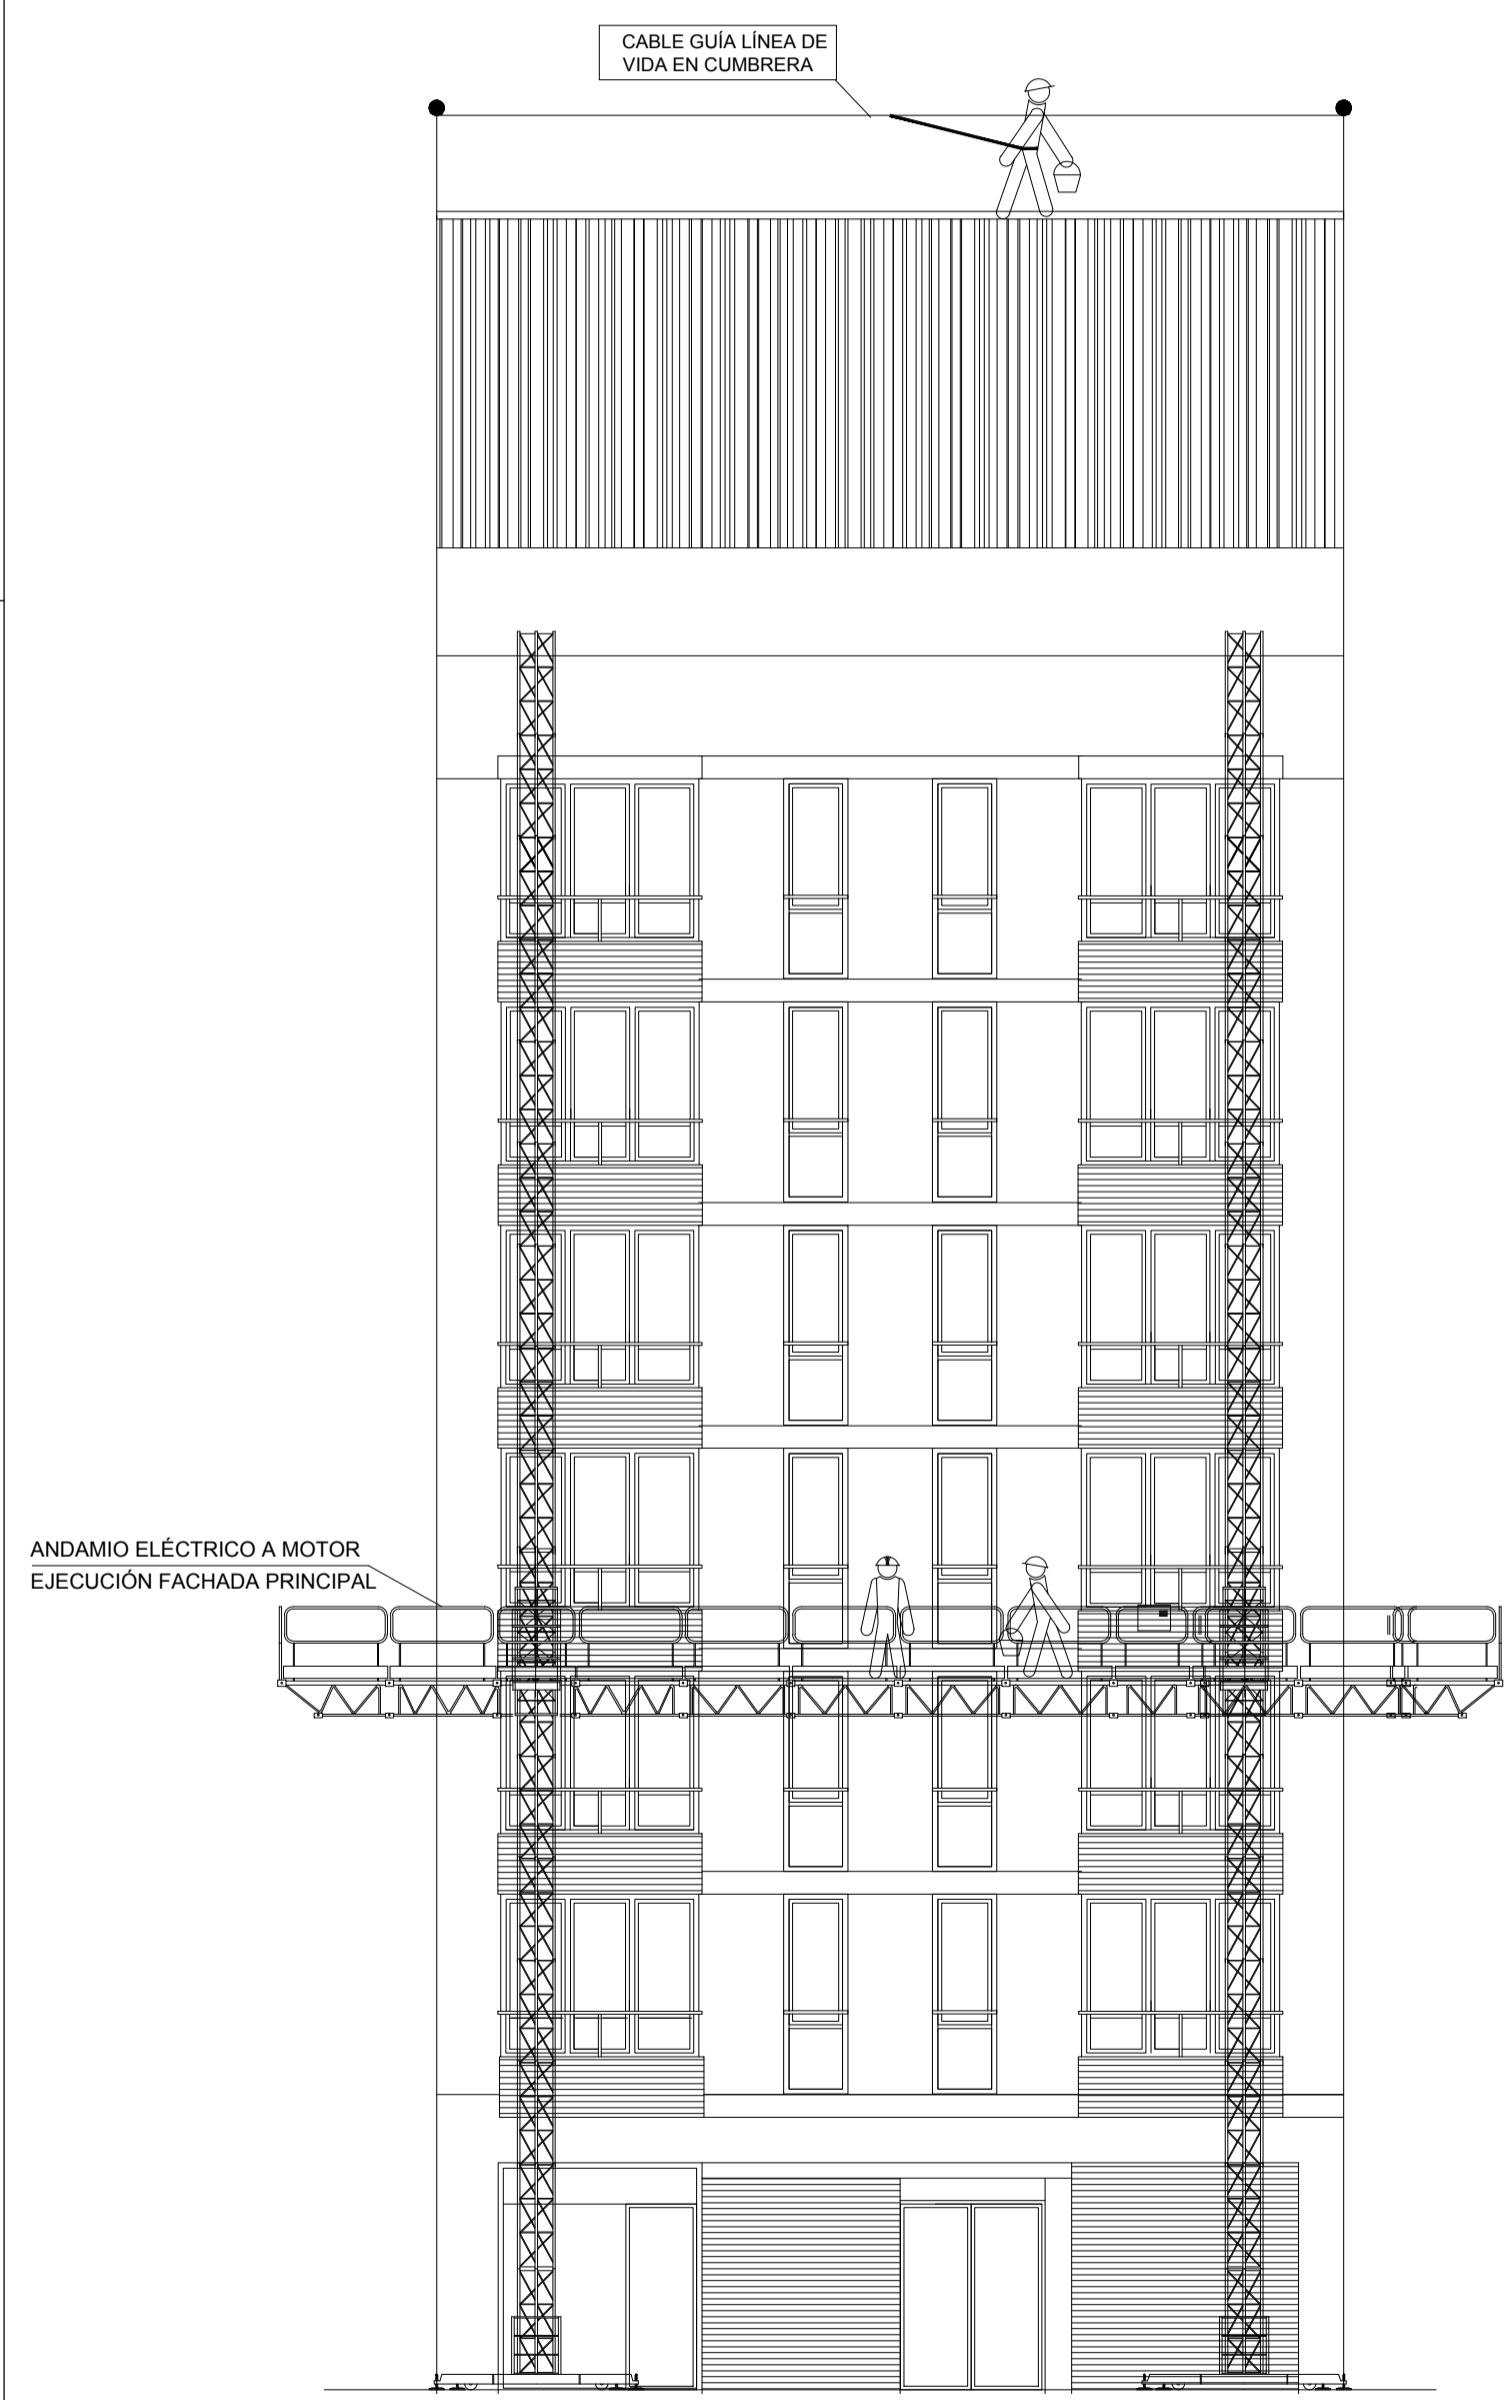 CABLE GUÍA LÍNEA DE
VIDA EN CUMBRERA
ANDAMIO ELÉCTRICO A MOTOR
EJECUCIÓN FACHADA PRINCIPAL